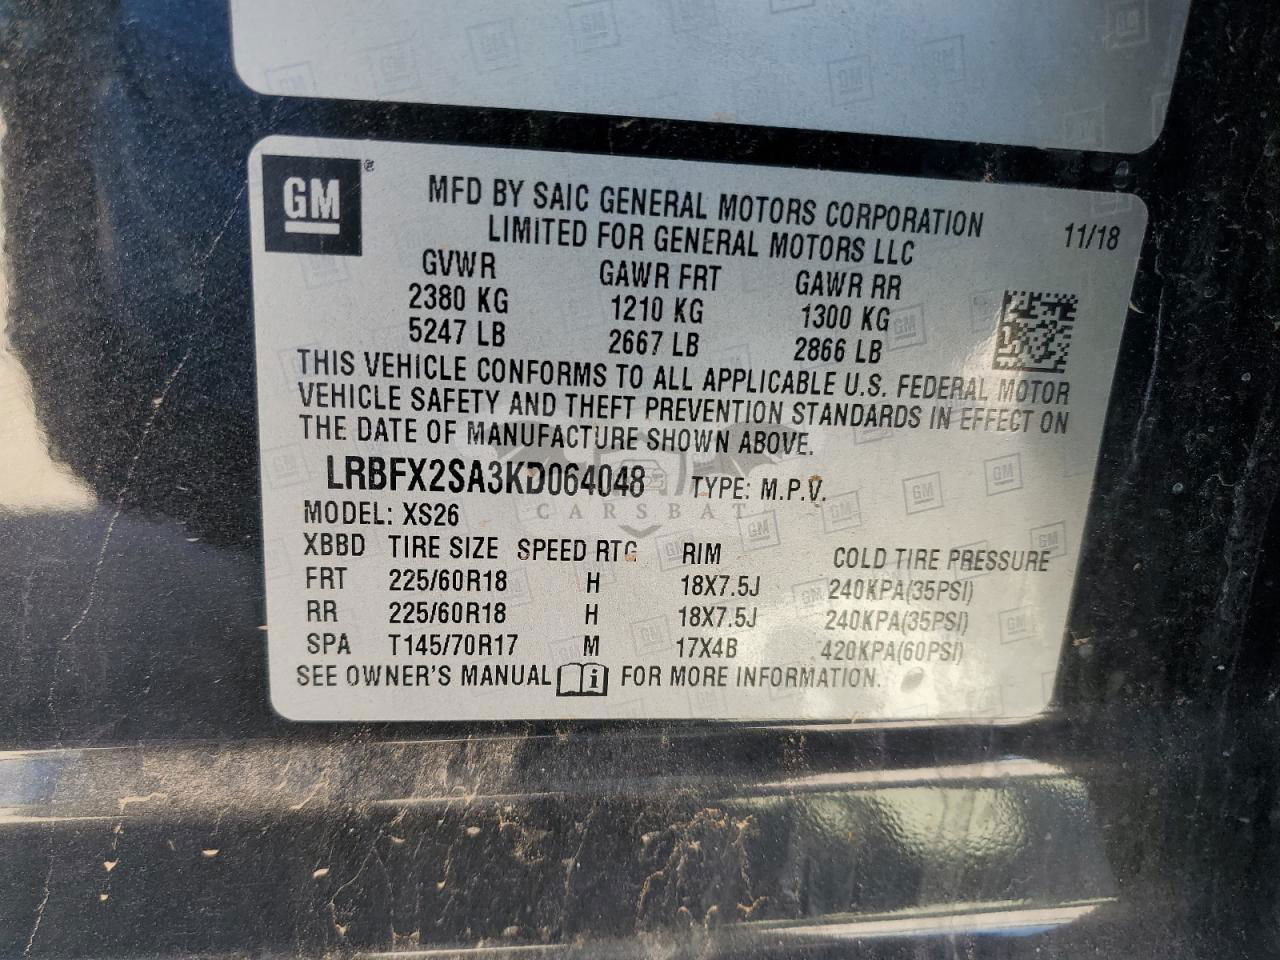 GM ®
MFD BY SAIC GENERAL MOTORS CORPORATION
LIMITED FOR GENERAL MOTORS LLC
11/18
GVWR GAWR FRT GAWR RR
2380 KG 1210 KG 1300 KG
5247 LB 2667 LB 2866 LB
THIS VEHICLE CONFORMS TO ALL APPLICABLE U.S. FEDERAL MOTOR
VEHICLE SAFETY AND THEFT PREVENTION STANDARDS IN EFFECT ON
THE DATE OF MANUFACTURE SHOWN ABOVE.
LRBFX2SA3KD064048 TYPE: M.P.V.
CARSBAT
MODEL: XS26
XBBD TIRE SIZE SPEED RTG RIM COLD TIRE PRESSURE
FRT 225/60R18 H 18X7.5J 240KPA(35PSI)
RR 225/60R18 H 18X7.5J 240KPA(35PSI)
SPA T145/70R17 M 17X4B 420KPA(60PSI)
SEE OWNER'S MANUAL i FOR MORE INFORMATION.